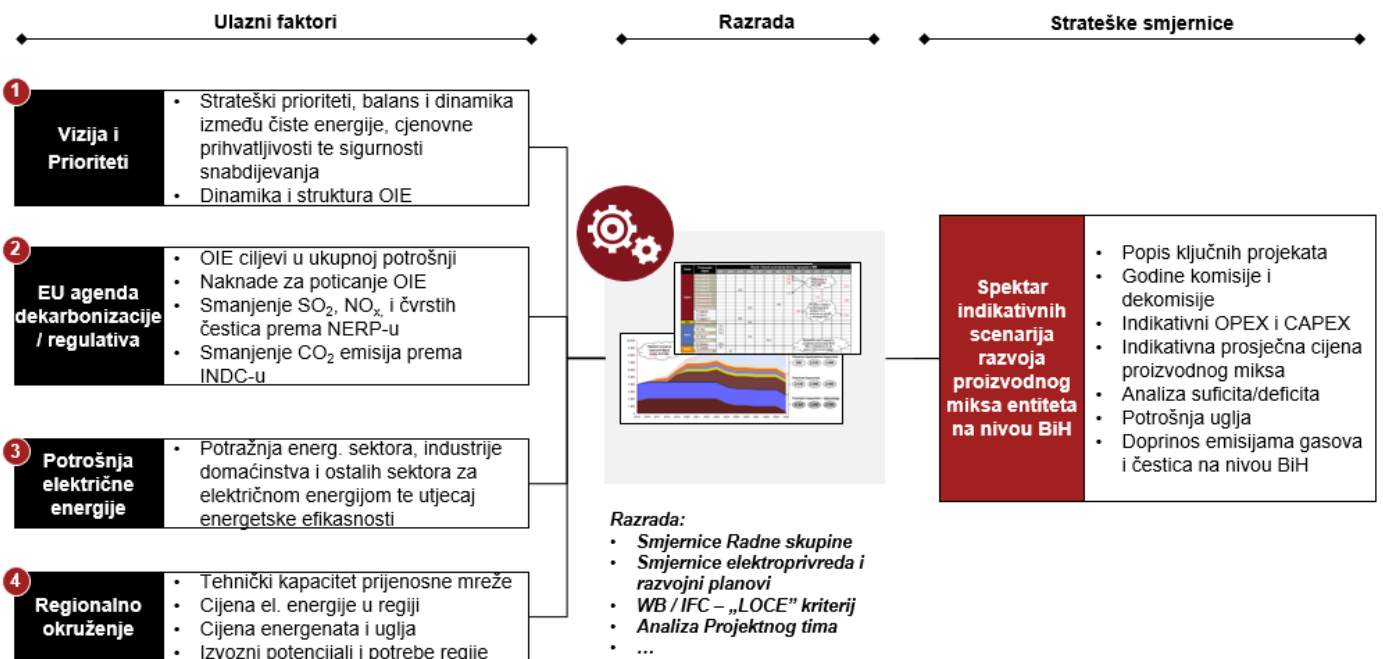 Ulazni faktori
Razrada
Strateške smjernice
1
Vizija i
Prioriteti
• Strateški prioriteti, balans i dinamika
između čiste energije, cjenovne
prihvatljivosti te sigurnosti
snabdijevanja
• Dinamika i struktura OIE
2
EU agenda
dekarbonizacije
/ regulativa
• OIE ciljevi u ukupnoj potrošnji
• Naknade za poticanje OIE
• Smanjenje SO₂, NOₓ, i čvrstih
čestica prema NERP-u
• Smanjenje CO₂ emisija prema
INDC-u
3
Potrošnja
električne
energije
• Potražnja energ. sektora, industrije
domaćinstva i ostalih sektora za
električnom energijom te utjecaj
energetske efikasnosti
4
Regionalno
okruženje
• Tehnički kapacitet prijenosne mreže
• Cijena el. energije u regiji
• Cijena energenata i uglja
• Izvozni potencijali i potrebe regije
Razrada:
• Smjernice Radne skupine
• Smjernice elektroprivreda i
razvojni planovi
• WB / IFC – „LOCE” kriterij
• Analiza Projektnog tima
• …
Spektar
indikativnih
scenarija
razvoja
proizvodnog
miksa entiteta
na nivou BiH
• Popis ključnih projekata
• Godine komisije i
dekomisije
• Indikativni OPEX i CAPEX
• Indikativna prosječna cijena
proizvodnog miksa
• Analiza suficita/deficita
• Potrošnja uglja
• Doprinos emisijama gasova
i čestica na nivou BiH